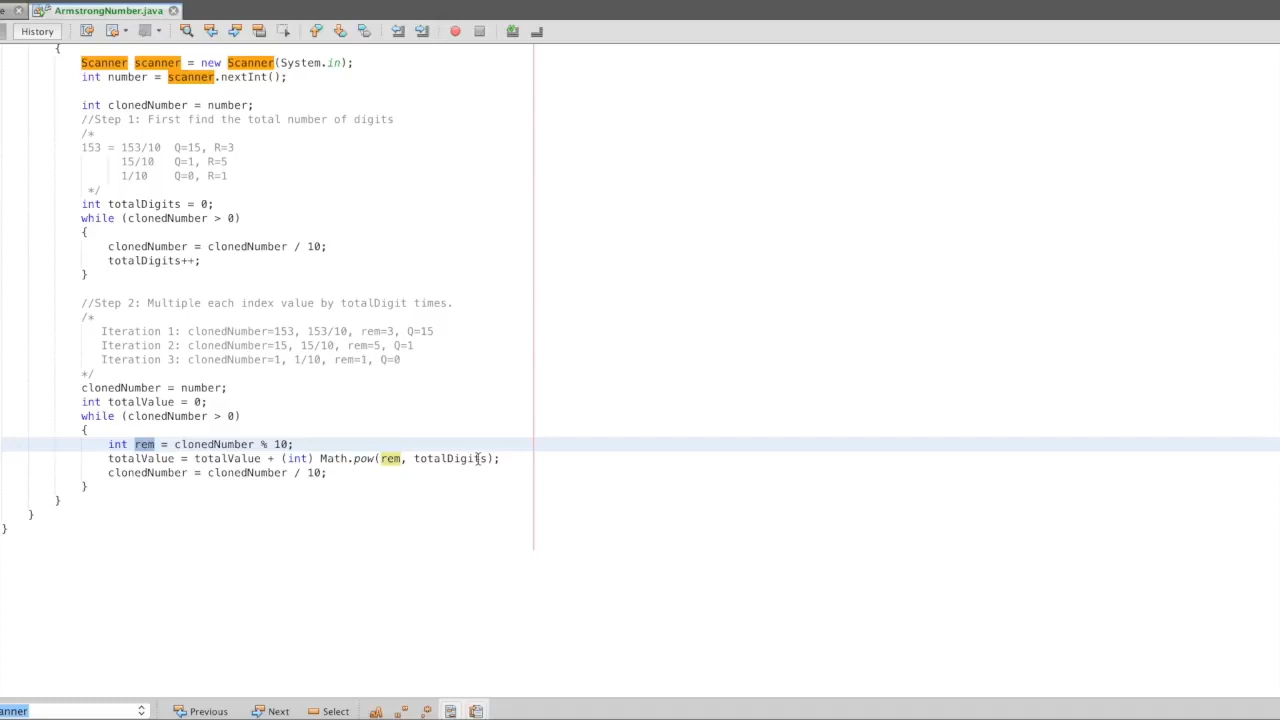 ArmstrongNumber.java
History
{
Scanner scanner = new Scanner(System.in);
int number = scanner.nextInt();
int clonedNumber = number;
//Step 1: First find the total number of digits
/*
153 = 153/10 Q=15, R=3
15/10 Q=1, R=5
1/10 Q=0, R=1
*/
int totalDigits = 0;
while (clonedNumber > 0)
{
clonedNumber = clonedNumber / 10;
totalDigits++;
}
//Step 2: Multiple each index value by totalDigit times.
/*
Iteration 1: clonedNumber=153, 153/10, rem=3, Q=15
Iteration 2: clonedNumber=15, 15/10, rem=5, Q=1
Iteration 3: clonedNumber=1, 1/10, rem=1, Q=0
*/
clonedNumber = number;
int totalValue = 0;
while (clonedNumber > 0)
{
int rem = clonedNumber % 10;
totalValue = totalValue + (int) Math.pow(rem, totalDigits);
clonedNumber = clonedNumber / 10;
}
}
}
}
anner Previous Next Select